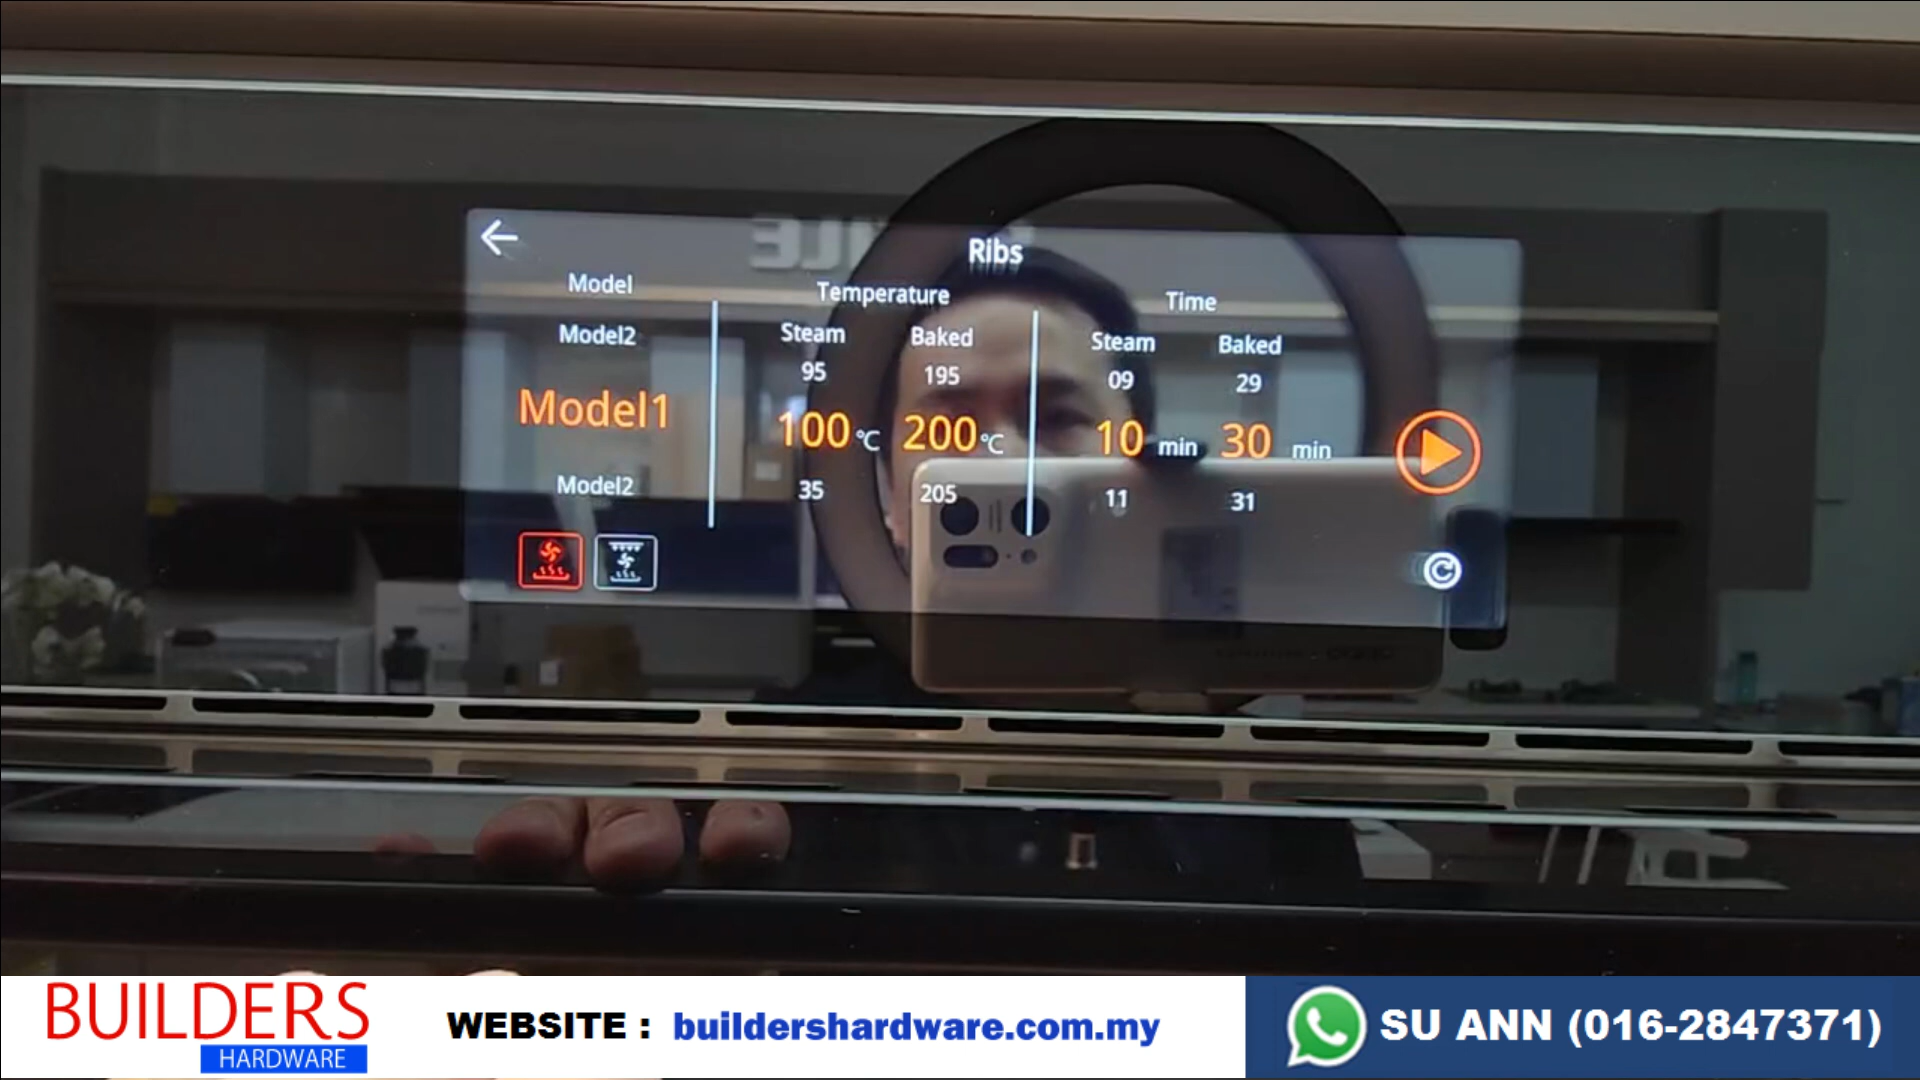 Ribs
Model Temperature Time
Model2 Steam Baked Steam Baked
95 195 09 29
Model1 100 °C 200 °C 10 min 30 min
Model2 35 205 11 31
BUILDERS
HARDWARE
WEBSITE : buildershardware.com.my
SU ANN (016-2847371)